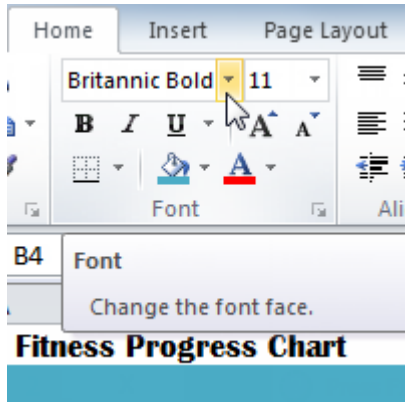 Home Insert Page Layout
Britannic Bold 11
B I U A A
A
Font Ali
B4
Font
Change the font face.
Fitness Progress Chart